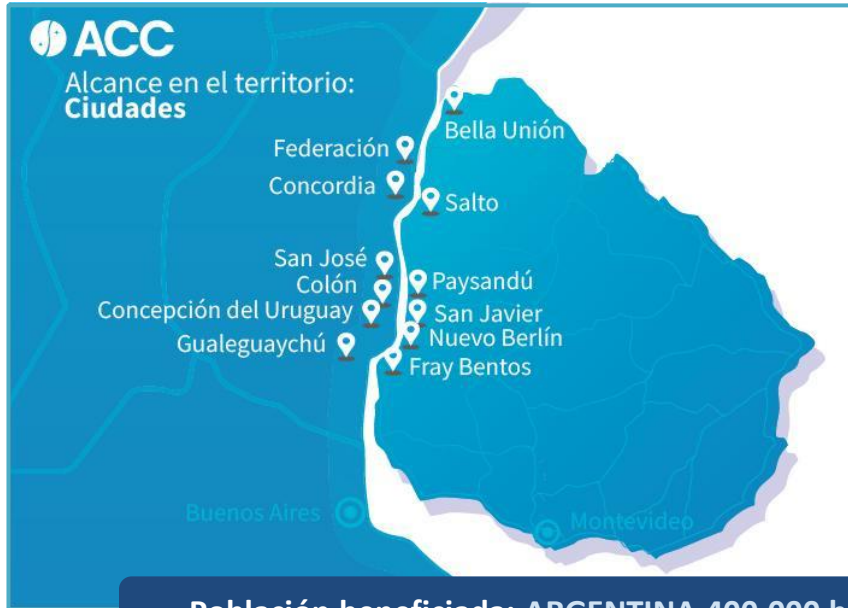 ACC
Alcance en el territorio:
Ciudades
Bella Unión
Federación
Concordia
Salto
San José
Colón
Paysandú
Concepción del Uruguay
San Javier
Nuevo Berlín
Gualeguaychú
Fray Bentos
Buenos Aires
Montevideo
Población beneficiada: ARGENTINA 400.000 h